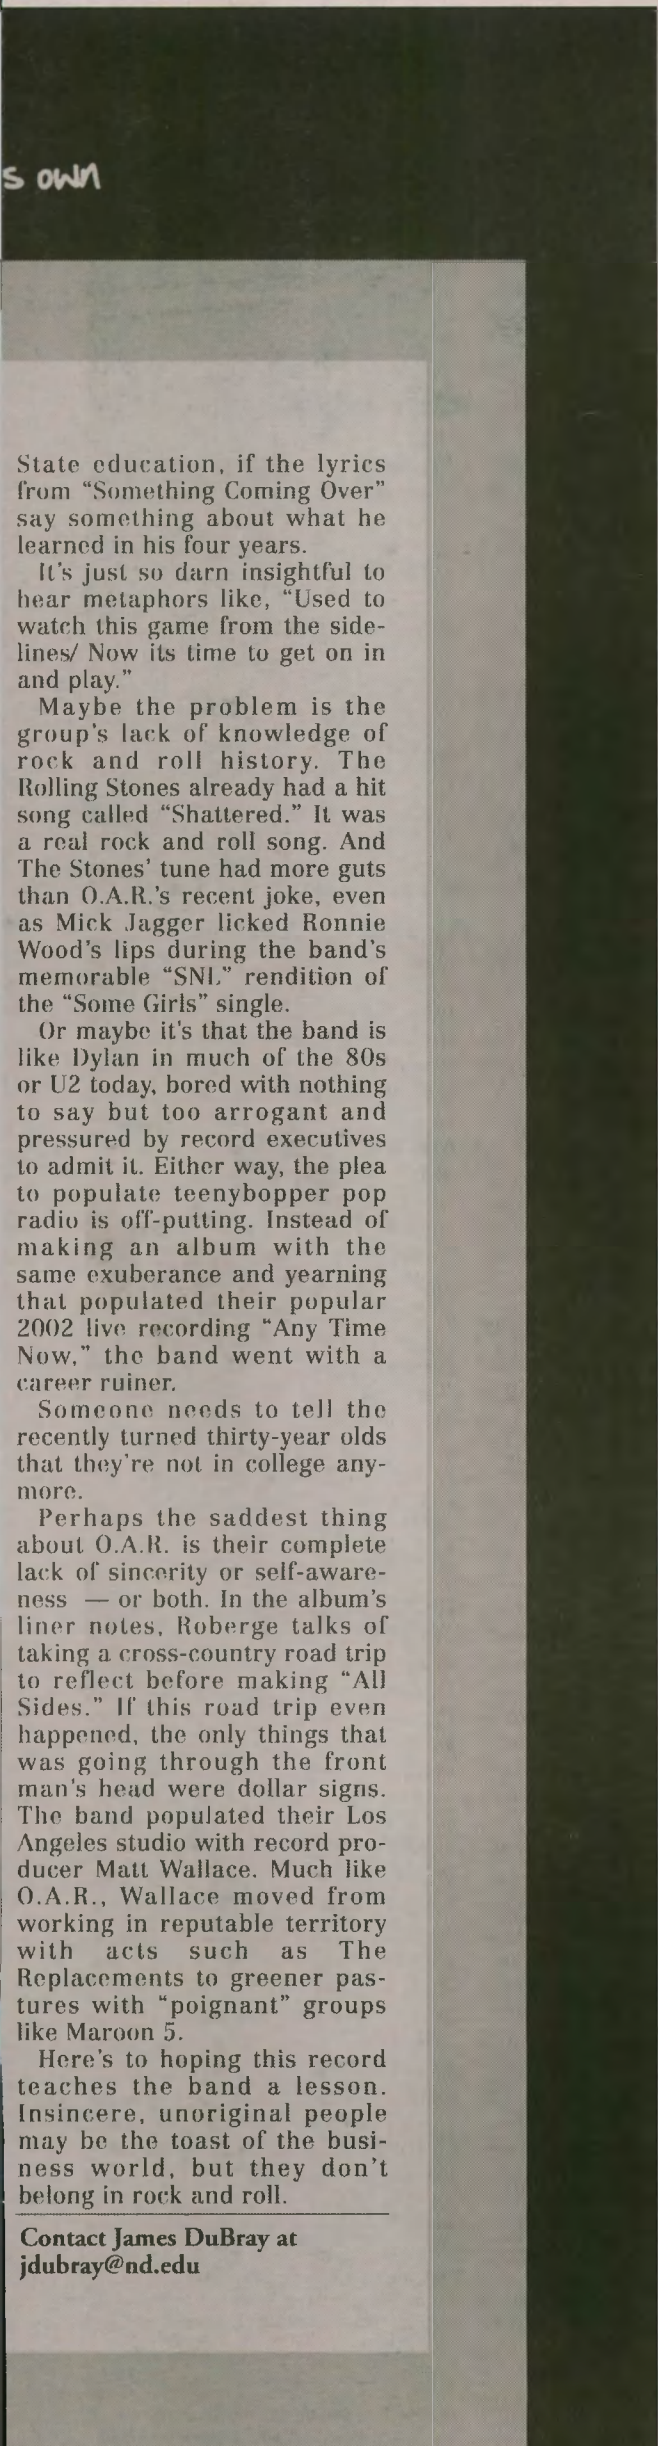 s own
State education, if the lyrics
from “Something Coming Over”
say something about what he
learned in his four years.
It's just so darn insightful to
hear metaphors like, “Used to
watch this game from the side-
lines/ Now its time to get on in
and play.”
Maybe the problem is the
group's lack of knowledge of
rock and roll history. The
Rolling Stones already had a hit
song called “Shattered.” It was
a real rock and roll song. And
The Stones' tune had more guts
than O.A.R.'s recent joke, even
as Mick Jagger licked Ronnie
Wood's lips during the band's
memorable “SNL” rendition of
the “Some Girls” single.
Or maybe it's that the band is
like Dylan in much of the 80s
or U2 today, bored with nothing
to say but too arrogant and
pressured by record executives
to admit it. Either way, the plea
to populate teenybopper pop
radio is off-putting. Instead of
making an album with the
same exuberance and yearning
that populated their popular
2002 live recording “Any Time
Now,” the band went with a
career ruiner.
Someone needs to tell the
recently turned thirty-year olds
that they're not in college any-
more.
Perhaps the saddest thing
about O.A.R. is their complete
lack of sincerity or self-aware-
ness — or both. In the album's
liner notes, Roberge talks of
taking a cross-country road trip
to reflect before making “All
Sides.” If this road trip even
happened, the only things that
was going through the front
man's head were dollar signs.
The band populated their Los
Angeles studio with record pro-
ducer Matt Wallace. Much like
O.A.R., Wallace moved from
working in reputable territory
with acts such as The
Replacements to greener pas-
tures with “poignant” groups
like Maroon 5.
Here's to hoping this record
teaches the band a lesson.
Insincere, unoriginal people
may be the toast of the busi-
ness world, but they don't
belong in rock and roll.
Contact James DuBray at
jdubray@nd.edu